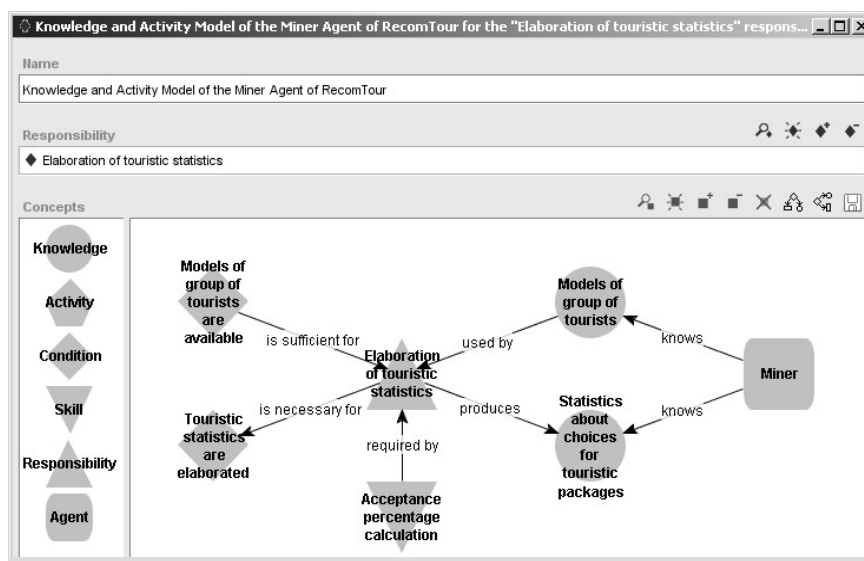 Knowledge and Activity Model of the Miner Agent of RecomTour for the "Elaboration of touristic statistics" respons...
Name
Knowledge and Activity Model of the Miner Agent of RecomTour
Responsibility
Elaboration of touristic statistics
Concepts
Knowledge
Activity
Condition
Skill
Responsibility
Agent
Models of
group of
tourists
are
available
is sufficient for
Elaboration
of touristic
statistics
is necessary for
Touristic
statistics
are
elaborated
required by
Acceptance
percentage
calculation
used by
Models of
group of
tourists
produces
Statistics
about
choices
for
touristic
packages
knows
knows
Miner